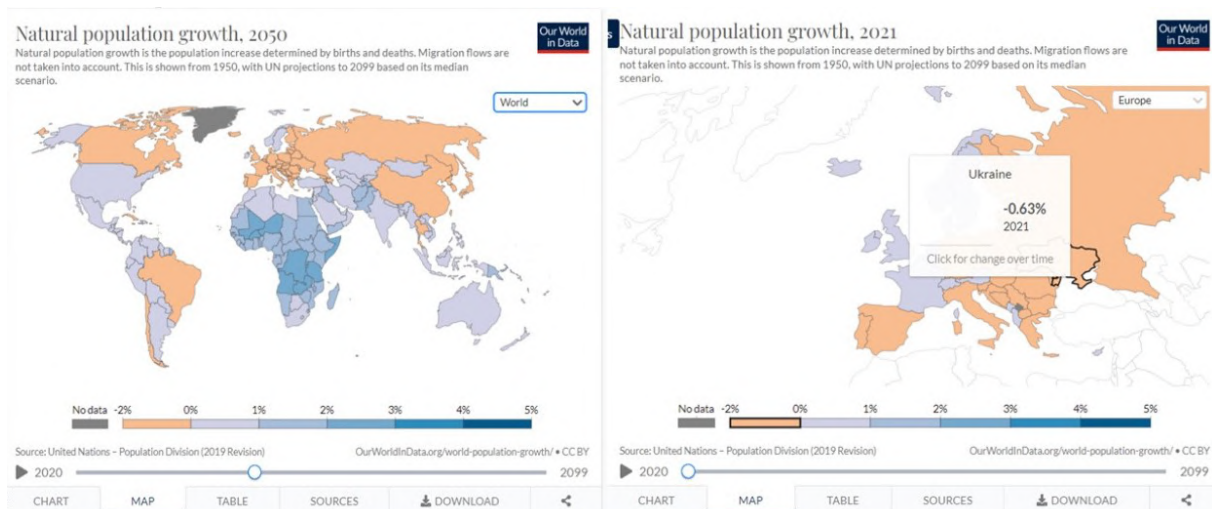 Natural population growth, 2050
Our World
in Data
Natural population growth is the population increase determined by births and deaths. Migration flows are
not taken into account. This is shown from 1950, with UN projections to 2099 based on its median
scenario.
World
No data -2% 0% 1% 2% 3% 4% 5%
Source: United Nations – Population Division (2019 Revision)
OurWorldInData.org/world-population-growth/ • CC BY
2020
2099
CHART
MAP
TABLE
SOURCES
DOWNLOAD
s
Natural population growth, 2021
Our World
in Data
Natural population growth is the population increase determined by births and deaths. Migration flows are
not taken into account. This is shown from 1950, with UN projections to 2099 based on its median
scenario.
Europe
Ukraine
-0.63%
2021
Click for change over time
No data -2% 0% 1% 2% 3% 4% 5%
Source: United Nations – Population Division (2019 Revision)
OurWorldInData.org/world-population-growth/ • CC BY
2020
2099
CHART
MAP
TABLE
SOURCES
DOWNLOAD